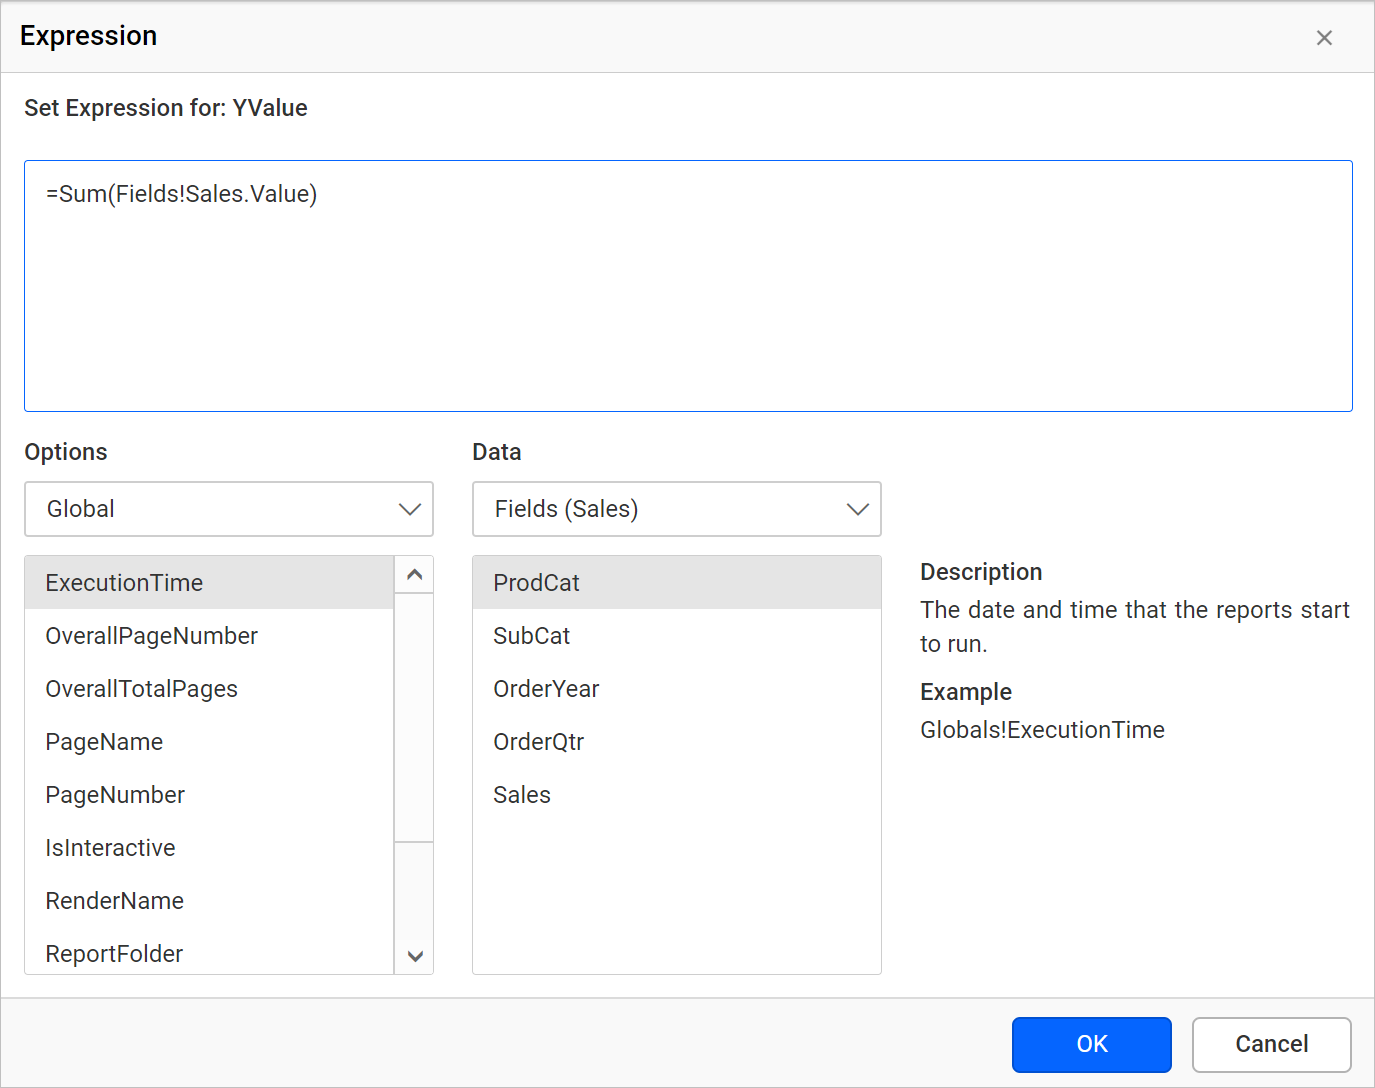 Expression
Set Expression for: YValue
=Sum(Fields!Sales.Value)
Options
Global
ExecutionTime
OverallPageNumber
OverallTotalPages
PageName
PageNumber
IsInteractive
RenderName
ReportFolder
Data
Fields (Sales)
ProdCat
SubCat
OrderYear
OrderQtr
Sales
Description
The date and time that the reports start
to run.
Example
Globals!ExecutionTime
OK
Cancel